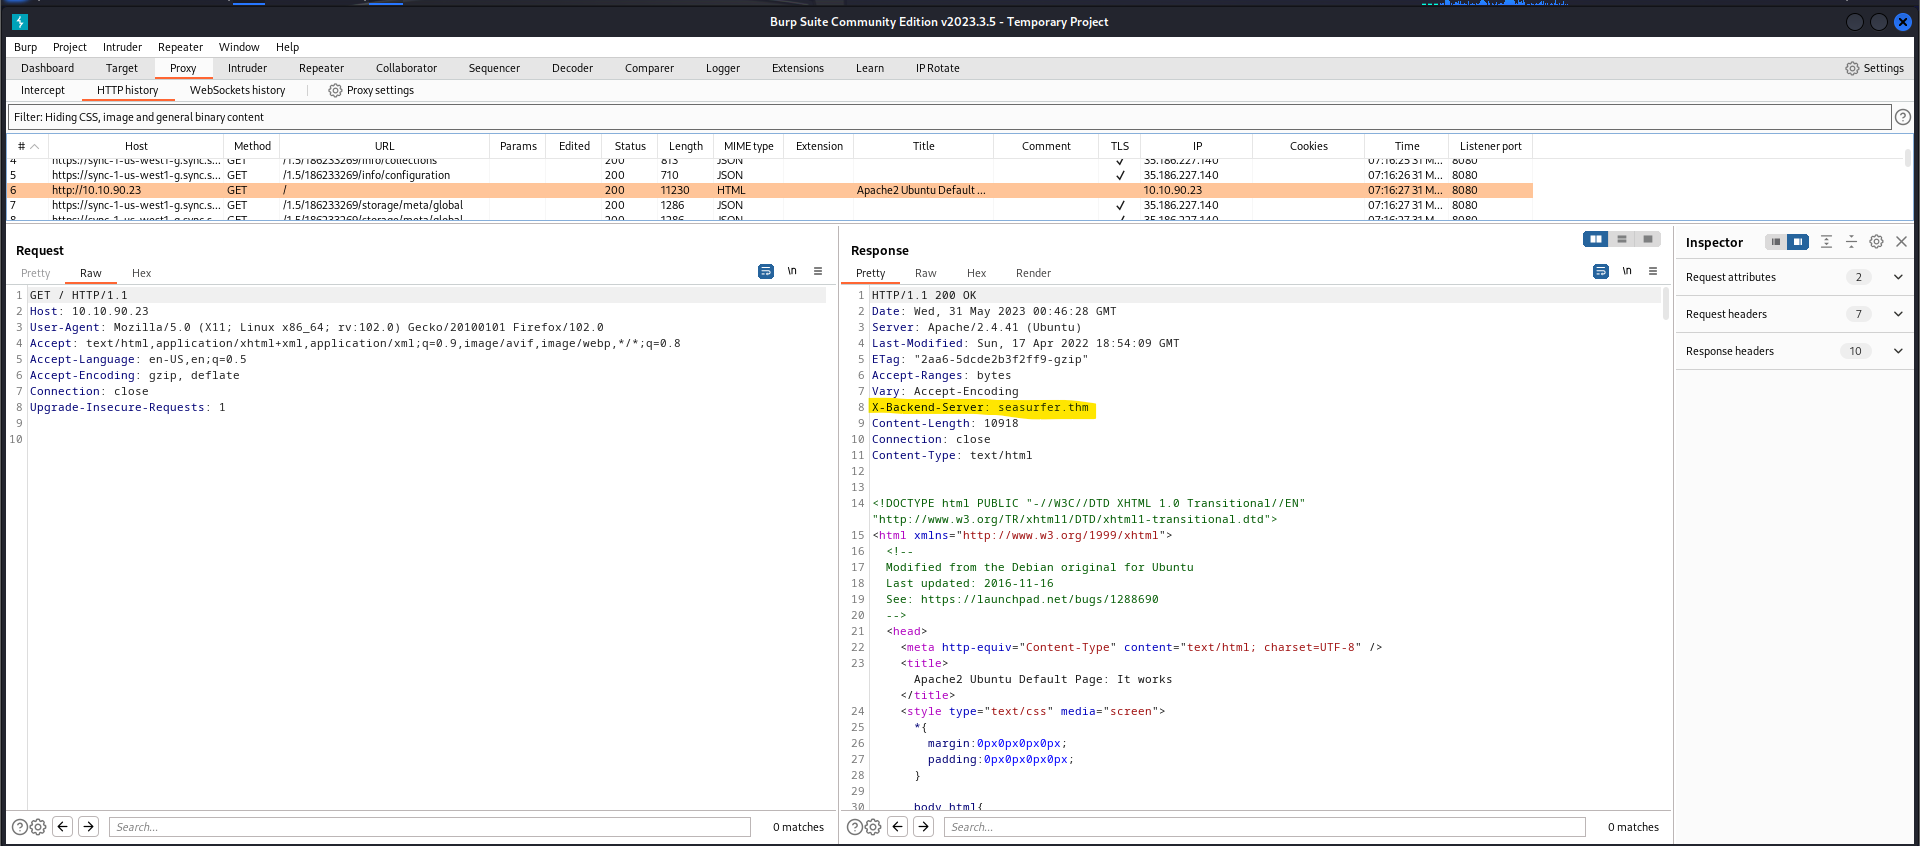 Burp Suite Community Edition v2023.3.5 - Temporary Project
Burp Project Intruder Repeater Window Help
Dashboard Target Proxy Intruder Repeater Collaborator Sequencer Decoder Comparer Logger Extensions Learn IP Rotate Settings
Intercept HTTP history WebSockets history Proxy settings
Filter: Hiding CSS, image and general binary content
# Host Method URL Params Edited Status Length MIME type Extension Title Comment TLS IP Cookies Time Listener port
4 https://sync-1-us-west1-g.sync.s... GET /1.5/186233269/info/collections 200 813 JSON ✓ 35.186.227.140 07:16:25 31 M... 8080
5 https://sync-1-us-west1-g.sync.s... GET /1.5/186233269/info/configuration 200 710 JSON ✓ 35.186.227.140 07:16:26 31 M... 8080
6 http://10.10.90.23 GET / 200 11230 HTML Apache2 Ubuntu Default ... 10.10.90.23 07:16:27 31 M... 8080
7 https://sync-1-us-west1-g.sync.s... GET /1.5/186233269/storage/meta/global 200 1286 JSON ✓ 35.186.227.140 07:16:27 31 M... 8080
8 https://sync-1-us-west1-g.sync.s... GET /1.5/186233269/storage/meta/global 200 1286 JSON ✓ 35.186.227.140 07:16:27 31 M... 8080
Request
Pretty Raw Hex
\n
1 GET / HTTP/1.1
2 Host: 10.10.90.23
3 User-Agent: Mozilla/5.0 (X11; Linux x86_64; rv:102.0) Gecko/20100101 Firefox/102.0
4 Accept: text/html,application/xhtml+xml,application/xml;q=0.9,image/avif,image/webp,*/*;q=0.8
5 Accept-Language: en-US,en;q=0.5
6 Accept-Encoding: gzip, deflate
7 Connection: close
8 Upgrade-Insecure-Requests: 1
9
10
Search...
0 matches
Response
Pretty Raw Hex Render
\n
1 HTTP/1.1 200 OK
2 Date: Wed, 31 May 2023 00:46:28 GMT
3 Server: Apache/2.4.41 (Ubuntu)
4 Last-Modified: Sun, 17 Apr 2022 18:54:09 GMT
5 ETag: "2aa6-5dcde2b3f2ff9-gzip"
6 Accept-Ranges: bytes
7 Vary: Accept-Encoding
8 X-Backend-Server: seasurfer.thm
9 Content-Length: 10918
10 Connection: close
11 Content-Type: text/html
12
13
14 <!DOCTYPE html PUBLIC "-//W3C//DTD XHTML 1.0 Transitional//EN"
"http://www.w3.org/TR/xhtml1/DTD/xhtml1-transitional.dtd">
15 <html xmlns="http://www.w3.org/1999/xhtml">
16 <!--
17 Modified from the Debian original for Ubuntu
18 Last updated: 2016-11-16
19 See: https://launchpad.net/bugs/1288690
20 -->
21 <head>
22 <meta http-equiv="Content-Type" content="text/html; charset=UTF-8" />
23 <title>
Apache2 Ubuntu Default Page: It works
</title>
24 <style type="text/css" media="screen">
25 *{
26 margin:0px0px0px0px;
27 padding:0px0px0px0px;
28 }
29
30 body,html{
Search...
0 matches
Inspector
Request attributes 2
Request headers 7
Response headers 10